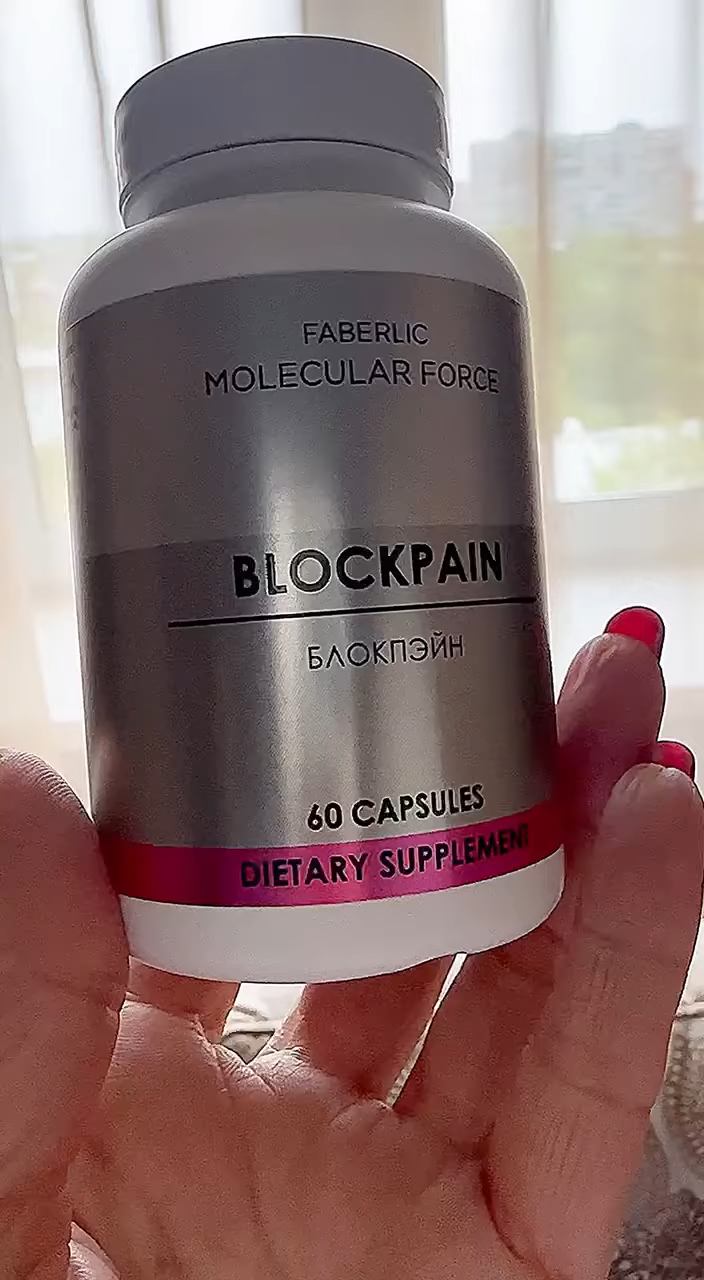 FABERLIC
MOLECULAR FORCE
BLOCKPAIN
БЛОКПЭЙН
60 CAPSULES
DIETARY SUPPLEMENT